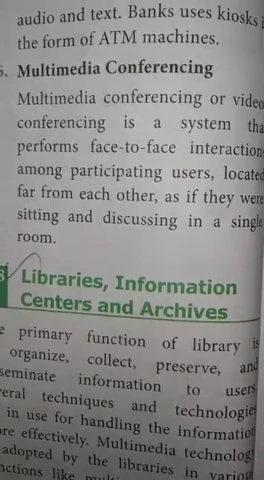 audio and text. Banks uses kiosks
the form of ATM machines.
Multimedia Conferencing
Multimedia conferencing or video
conferencing is a system
performs face-to-face interaction
among participating users, located
far from each other, as if they were
sitting and discussing in a single
room.
8 Libraries, Information
Centers and Archives
primary function of library is
organize, collect, preserve, and
information to users
techniques and technologies
in use for handling the information
effectively. Multimedia technology
adopted by the libraries in various
like